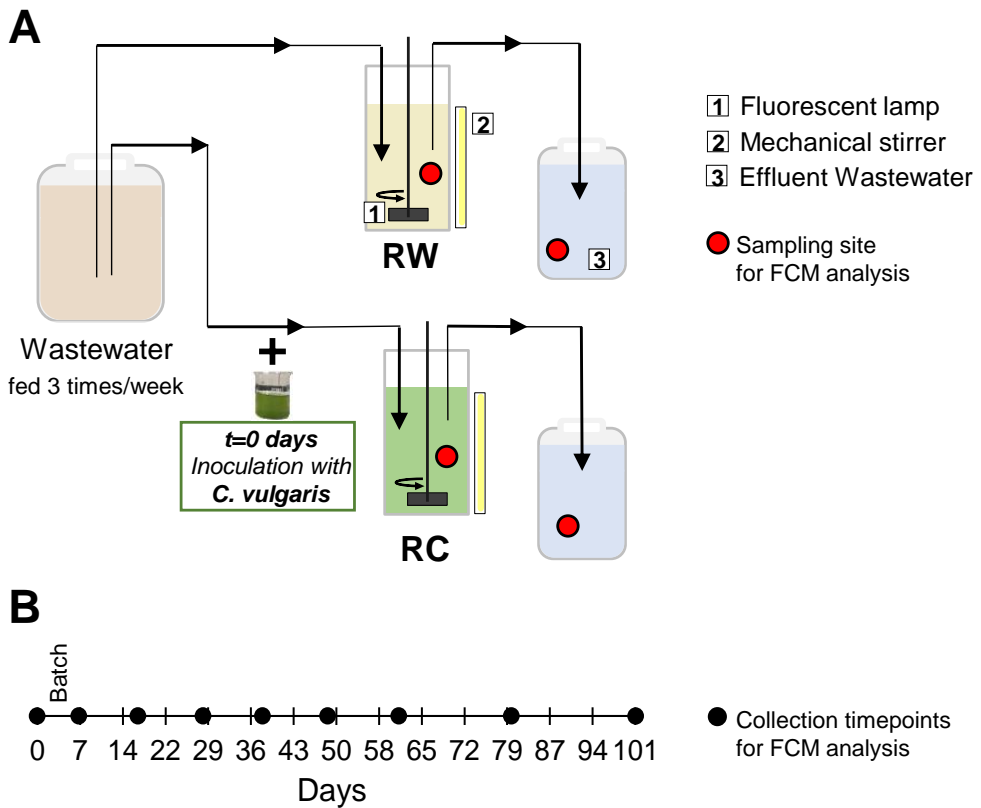 A
1 Fluorescent lamp
2 Mechanical stirrer
3 Effluent Wastewater
Sampling site
for FCM analysis
2
1
RW
3
Wastewater
fed 3 times/week
+
t=0 days
Inoculation with
C. vulgaris
RC
B
Batch
0 7 14 22 29 36 43 50 58 65 72 79 87 94 101
Days
Collection timepoints
for FCM analysis